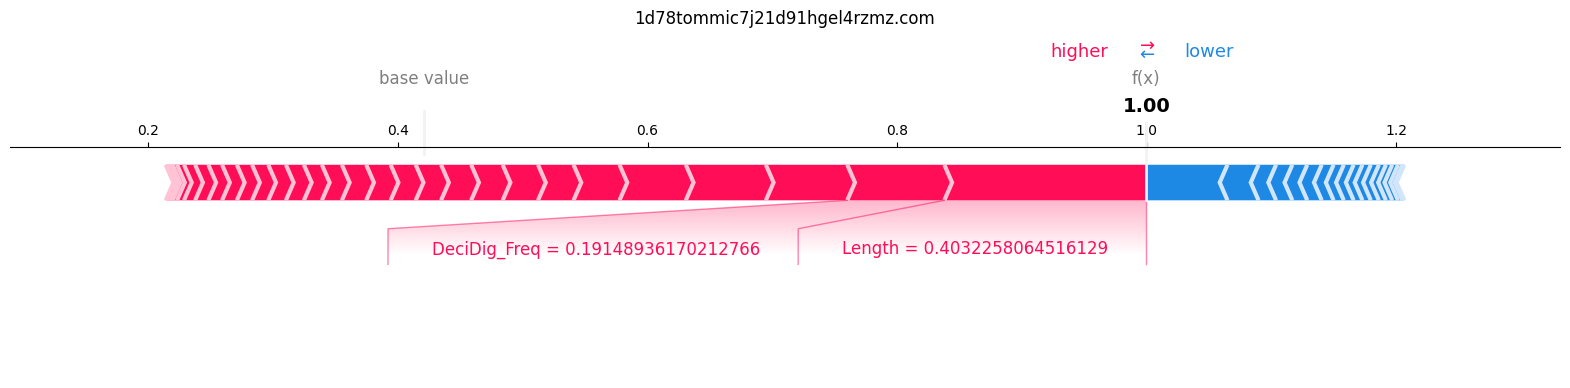 1d78tommic7j21d91hgel4rzmz.com
higher → ← lower
base value f(x)
1.00
0.2 0.4 0.6 0.8 1.0 1.2
DeciDig_Freq = 0.19148936170212766 Length = 0.4032258064516129